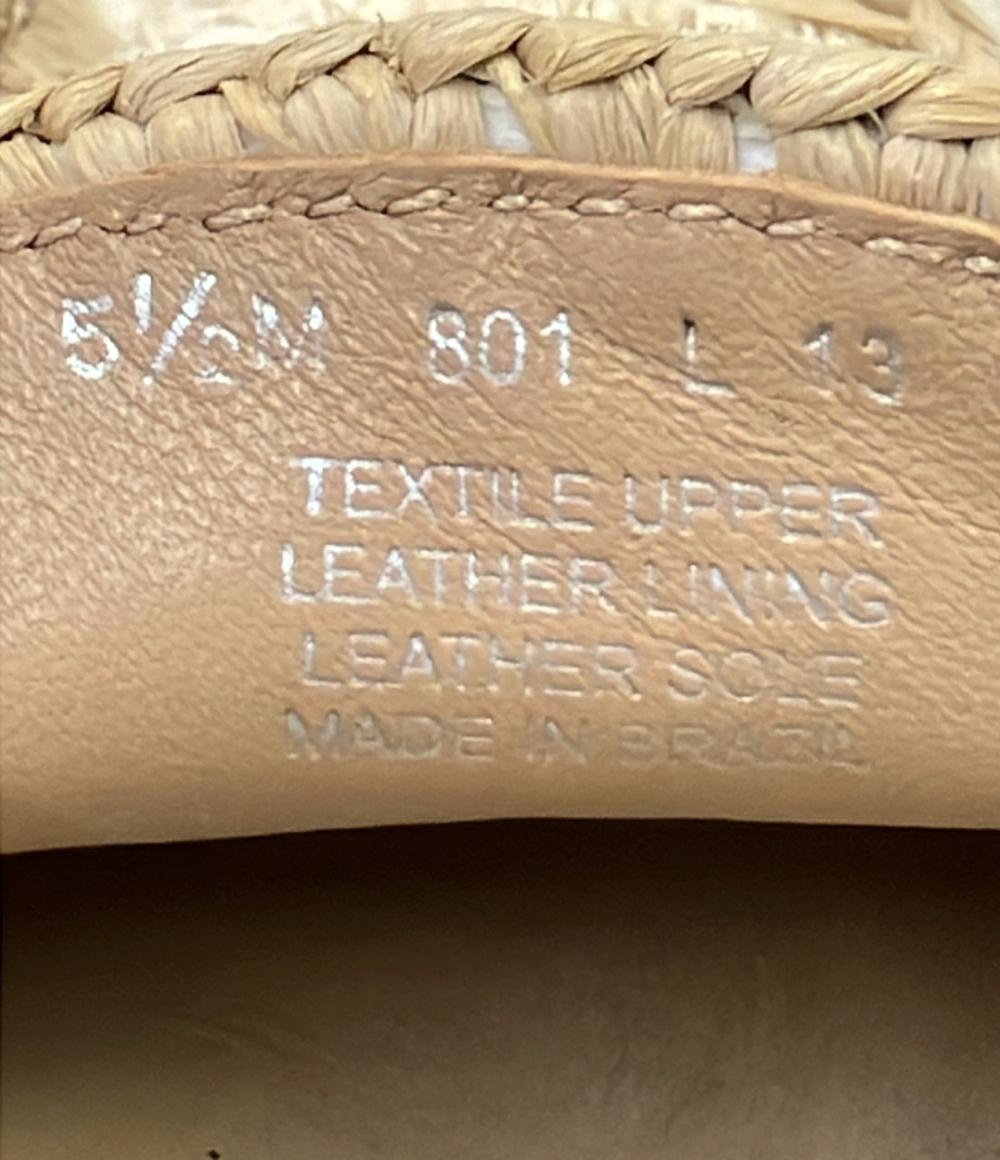 5½M 801 L 13
TEXTILE UPPER
LEATHER LINING
LEATHER SOLE
MADE IN BRAZIL